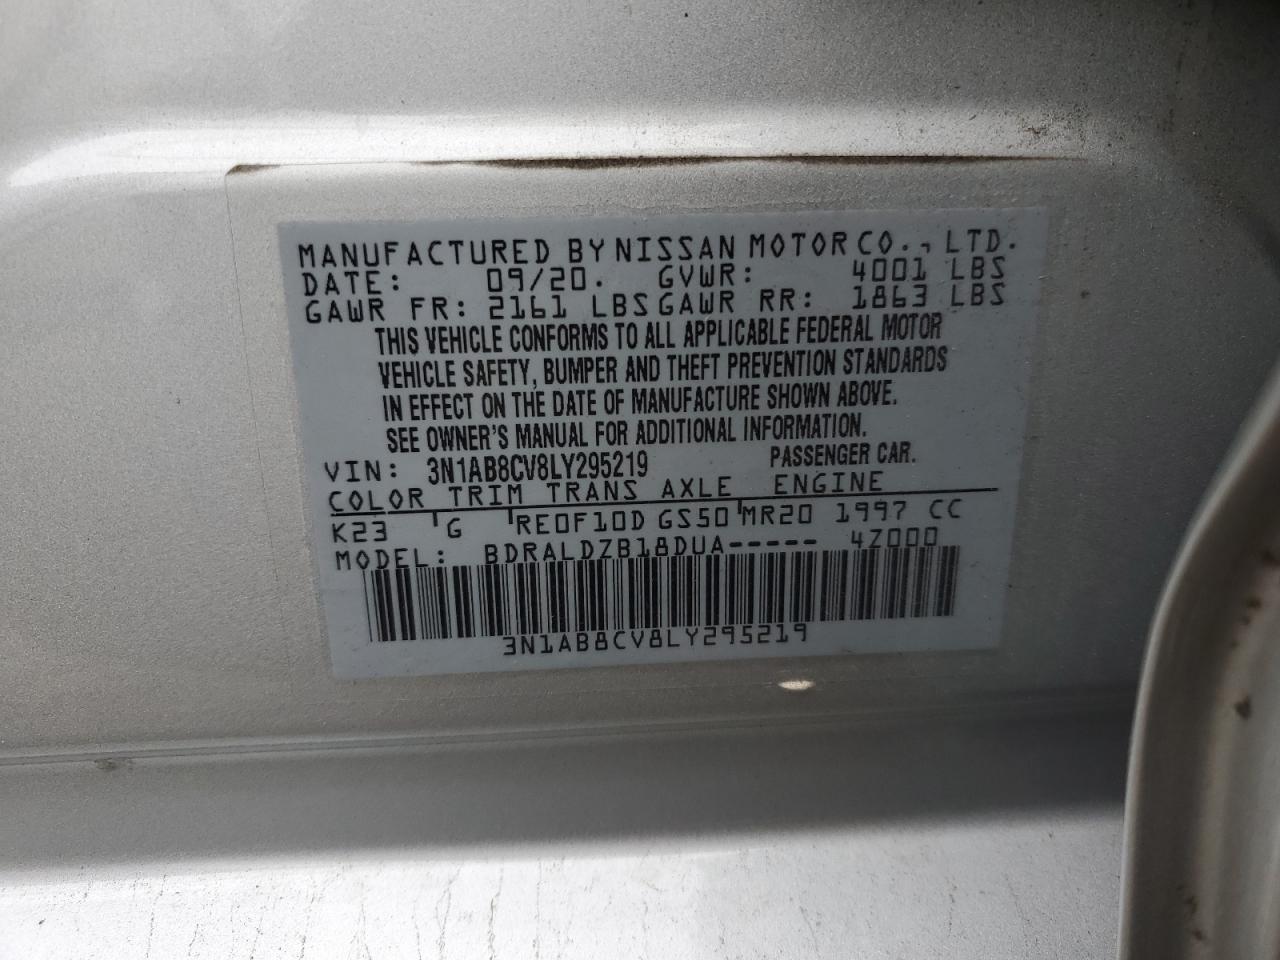 MANUFACTURED BY NISSAN MOTOR CO., LTD.
DATE: 09/20. GVWR: 4001 LBS
GAWR FR: 2161 LBS GAWR RR: 1863 LBS
THIS VEHICLE CONFORMS TO ALL APPLICABLE FEDERAL MOTOR
VEHICLE SAFETY, BUMPER AND THEFT PREVENTION STANDARDS
IN EFFECT ON THE DATE OF MANUFACTURE SHOWN ABOVE.
SEE OWNER'S MANUAL FOR ADDITIONAL INFORMATION.
VIN: 3N1AB8CV8LY295219 PASSENGER CAR.
COLOR TRIM TRANS AXLE ENGINE
K23 G RE0F10D GS50 MR20 1997 CC
MODEL: BDRALDZB18DUA----- 4Z000
3N1AB8CV8LY295219